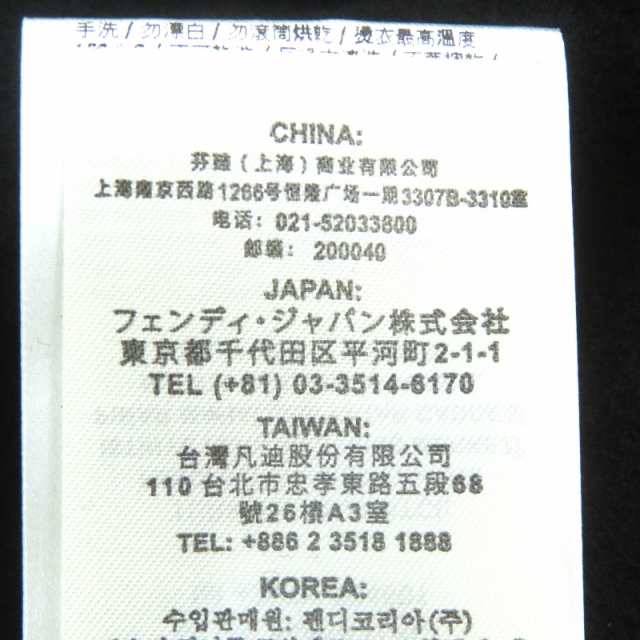 手洗 / 勿漂白 / 勿滾筒烘乾 / 燙衣最高溫度
CHINA:
芬迪（上海）商业有限公司
上海南京西路1266号恒隆广场一期3307B-3310室
电话: 021-52033800
邮编: 200040
JAPAN:
フェンディ・ジャパン株式会社
東京都千代田区平河町2-1-1
TEL (+81) 03-3514-6170
TAIWAN:
台灣凡迪股份有限公司
110 台北市忠孝東路五段68
號26樓A3室
TEL: +886 2 3518 1888
KOREA:
수입판매원: 펜디코리아(주)